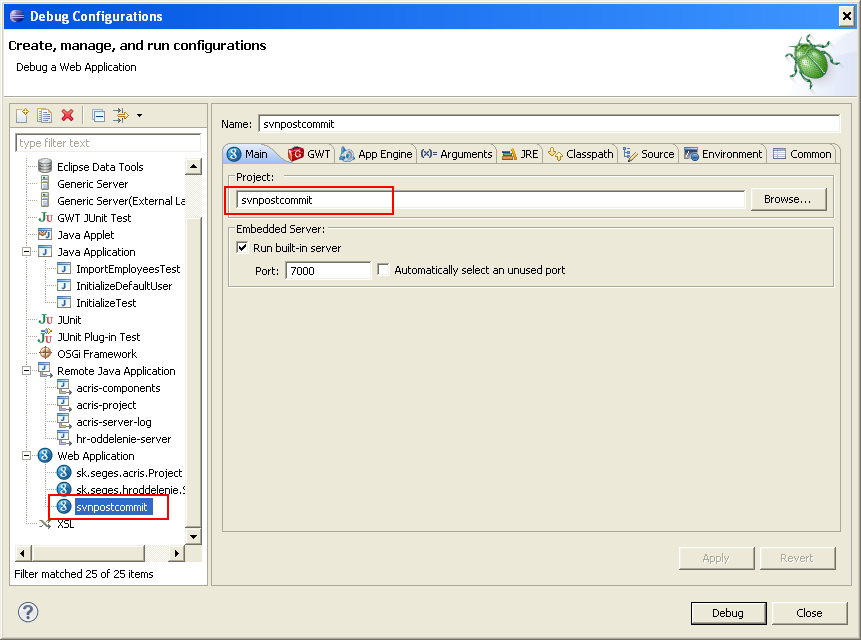 Debug Configurations
Create, manage, and run configurations
Debug a Web Application
type filter text
Eclipse Data Tools
Generic Server
Generic Server(External La
GWT JUnit Test
Java Applet
Java Application
ImportEmployeesTest
InitializeDefaultUser
InitializeTest
JUnit
JUnit Plug-in Test
OSGi Framework
Remote Java Application
acris-components
acris-project
acris-server-log
hr-oddelenie-server
Web Application
sk.seges.acris.Project
sk.seges.hroddelenie.S
svnpostcommit
XSL
Filter matched 25 of 25 items
Name: svnpostcommit
Main GWT App Engine (x)= Arguments JRE Classpath Source Environment Common
Project:
svnpostcommit Browse...
Embedded Server:
Run built-in server
Port: 7000 Automatically select an unused port
Apply Revert
Debug Close